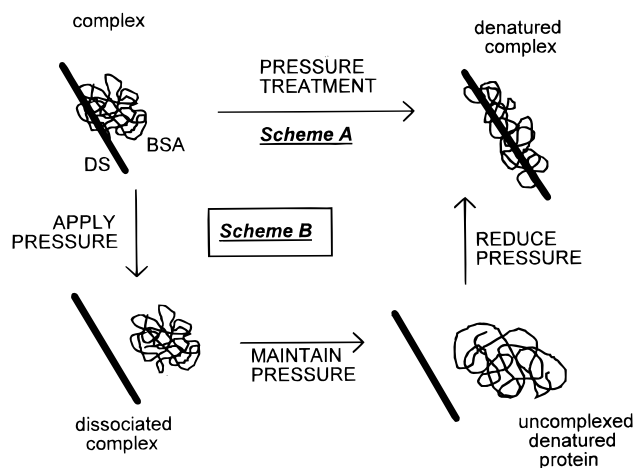 complex
denatured
complex
PRESSURE
TREATMENT
Scheme A
DS
BSA
APPLY
PRESSURE
Scheme B
REDUCE
PRESSURE
MAINTAIN
PRESSURE
dissociated
complex
uncomplexed
denatured
protein